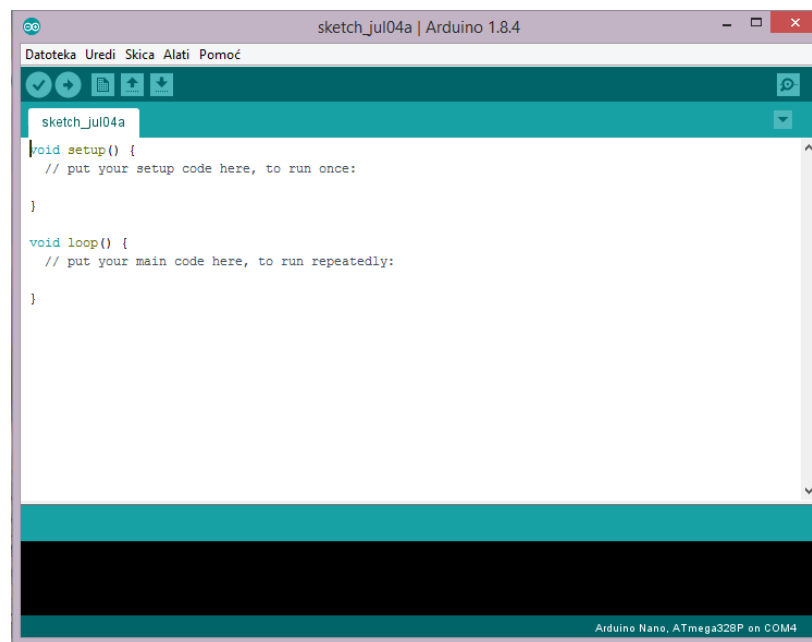 sketch_jul04a | Arduino 1.8.4
Datoteka Uredi Skica Alati Pomoć
sketch_jul04a
void setup() {
  // put your setup code here, to run once:
}
void loop() {
  // put your main code here, to run repeatedly:
}
Arduino Nano, ATmega328P on COM4